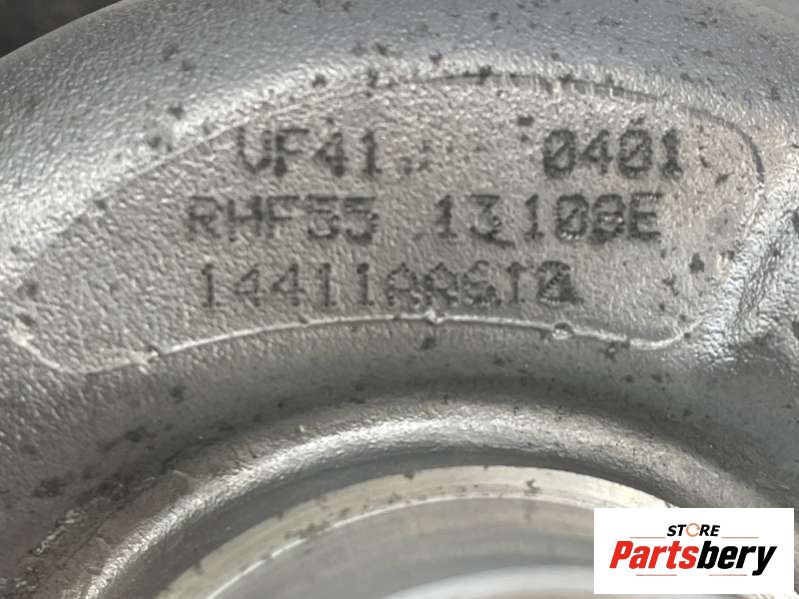 VF41 0401
RHF55 13108E
14411AA610
STORE
Partsbery